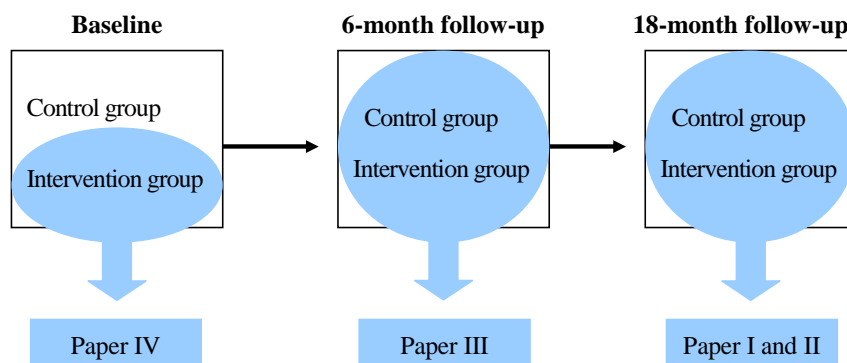 Baseline
6-month follow-up
18-month follow-up
Control group
Intervention group
Control group
Intervention group
Control group
Intervention group
Paper IV
Paper III
Paper I and II